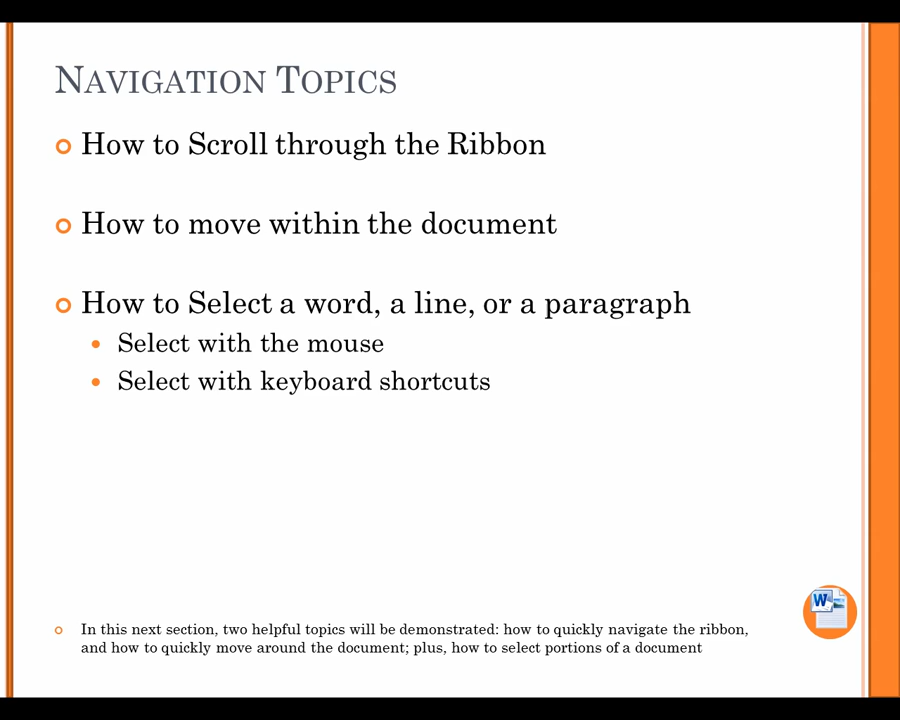 Navigation Topics
How to Scroll through the Ribbon
How to move within the document
How to Select a word, a line, or a paragraph
Select with the mouse
Select with keyboard shortcuts
In this next section, two helpful topics will be demonstrated: how to quickly navigate the ribbon,
and how to quickly move around the document; plus, how to select portions of a document
W